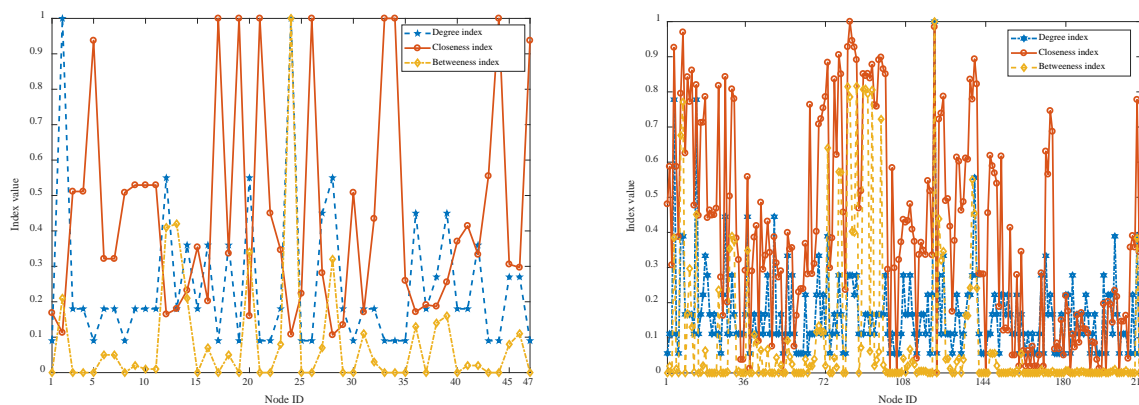 1
0.9
0.8
0.7
0.6
0.5
0.4
0.3
0.2
0.1
0
Index value
1 5 10 15 20 25 30 35 40 45 47
Node ID
Degree index
Closeness index
Betweeness index
1
0.9
0.8
0.7
0.6
0.5
0.4
0.3
0.2
0.1
0
Index value
1 36 72 108 144 180
Node ID
Degree index
Closeness index
Betweeness index